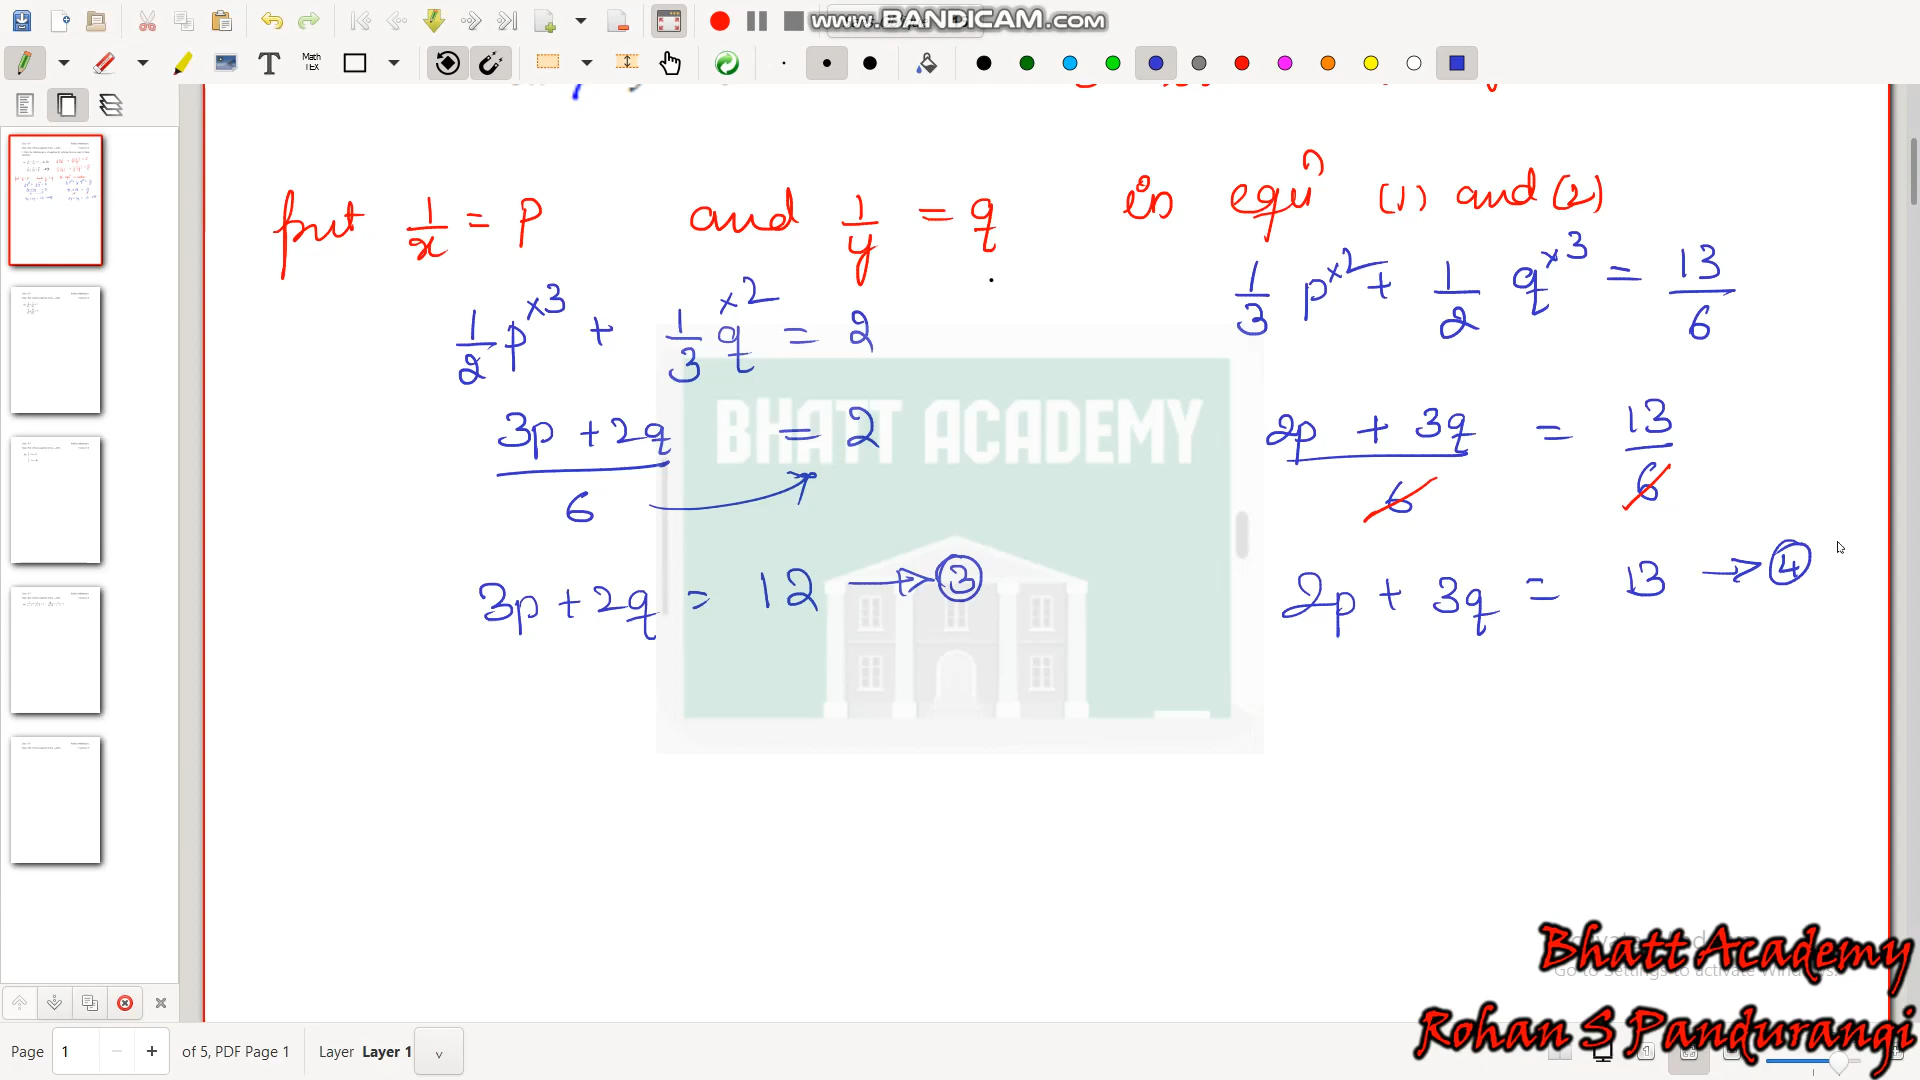 www.BANDICAM.com
Math
TEX
put 1/x = p and 1/y = q in equⁿ (1) and (2)
1/2 p^×3 + 1/3 q^×2 = 2
1/3 p^×2 + 1/2 q^×3 = 13/6
3p + 2q / 6 = 2
2p + 3q / 6 = 13/6
3p + 2q = 12 → ③
2p + 3q = 13 → ④
BHATT ACADEMY
Bhatt Academy
Rohan S Pandurangi
Page 1 of 5, PDF Page 1 Layer Layer 1